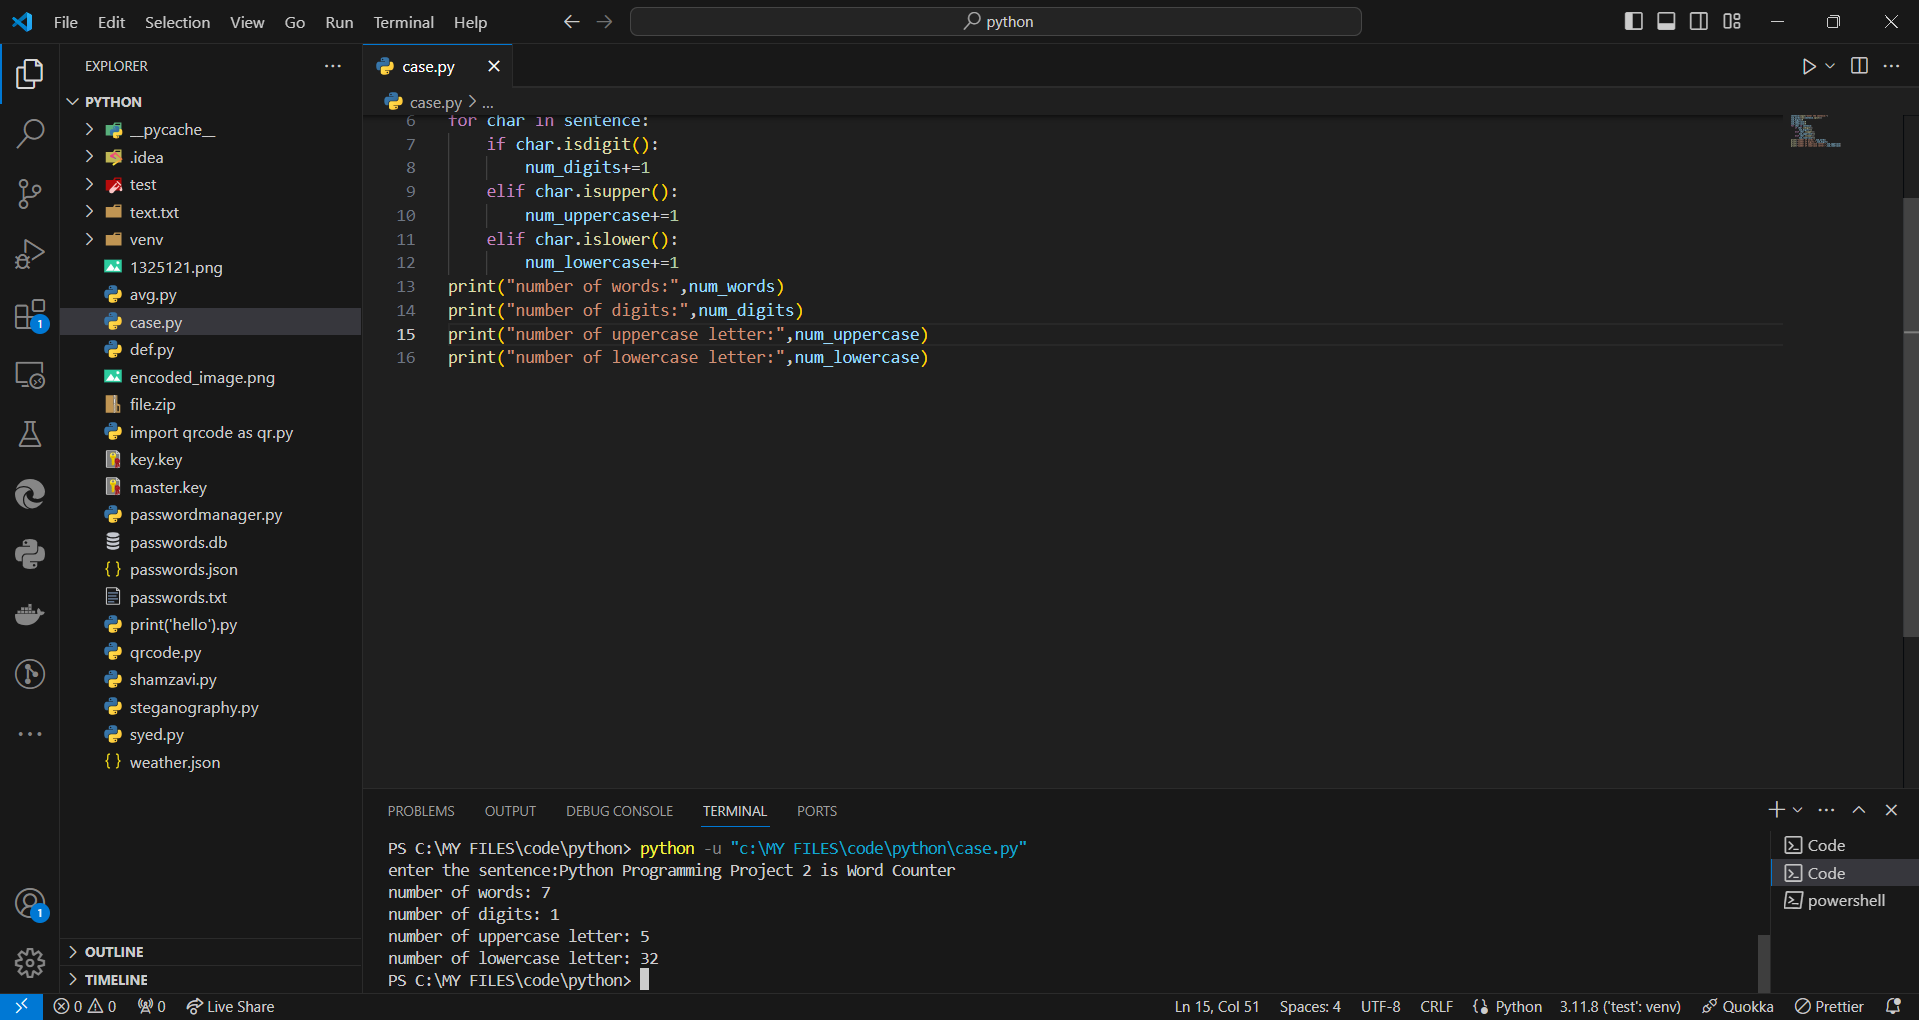 File Edit Selection View Go Run Terminal Help
python
EXPLORER
PYTHON
__pycache__
.idea
test
text.txt
venv
1325121.png
avg.py
case.py
def.py
encoded_image.png
file.zip
import qrcode as qr.py
key.key
master.key
passwordmanager.py
passwords.db
passwords.json
passwords.txt
print('hello').py
qrcode.py
shamzavi.py
steganography.py
syed.py
weather.json
OUTLINE
TIMELINE
1
1
case.py
case.py > ...
6 for char in sentence:
7 if char.isdigit():
8 num_digits+=1
9 elif char.isupper():
10 num_uppercase+=1
11 elif char.islower():
12 num_lowercase+=1
13 print("number of words:",num_words)
14 print("number of digits:",num_digits)
15 print("number of uppercase letter:",num_uppercase)
16 print("number of lowercase letter:",num_lowercase)
PROBLEMS OUTPUT DEBUG CONSOLE TERMINAL PORTS
PS C:\MY FILES\code\python> python -u "c:\MY FILES\code\python\case.py"
enter the sentence:Python Programming Project 2 is Word Counter
number of words: 7
number of digits: 1
number of uppercase letter: 5
number of lowercase letter: 32
PS C:\MY FILES\code\python>
Code
Code
powershell
0 0 0 Live Share Ln 15, Col 51 Spaces: 4 UTF-8 CRLF Python 3.11.8 ('test': venv) Quokka Prettier